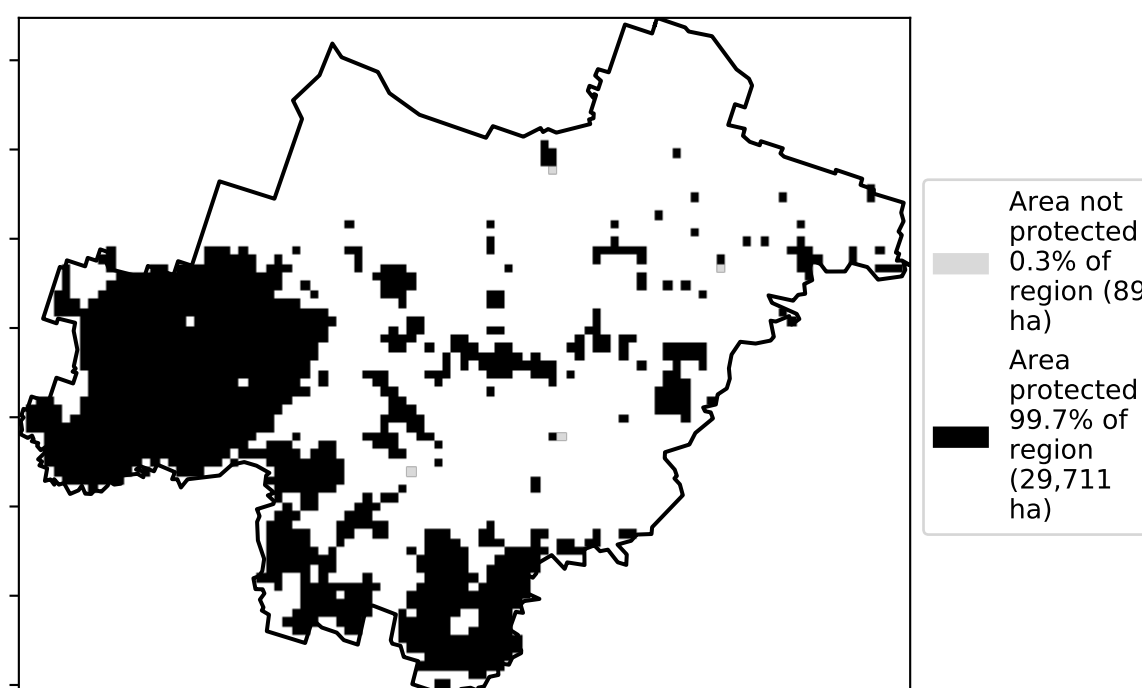 Area not
protected
0.3% of
region (89
ha)
Area
protected
99.7% of
region
(29,711
ha)